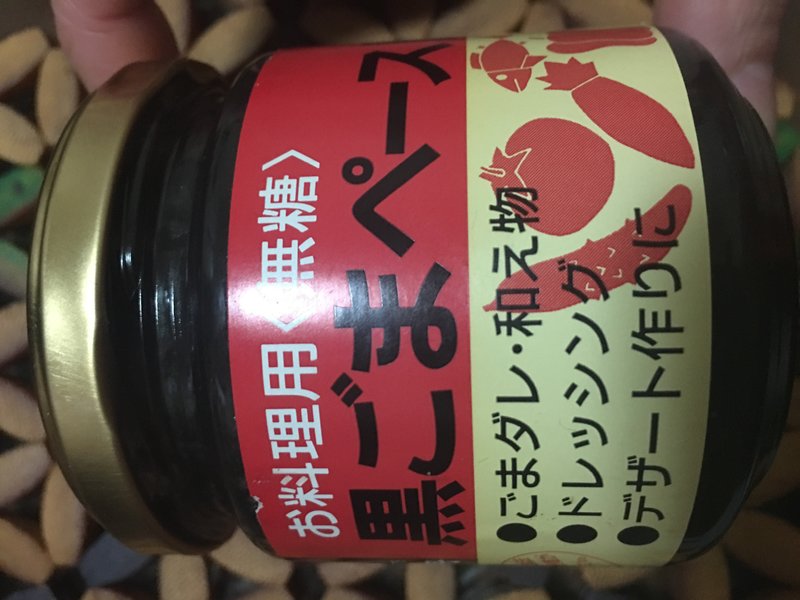 お料理用〈無糖〉
黒ごまペースト
●ごまダレ・和え物
●ドレッシング
●デザート作りに